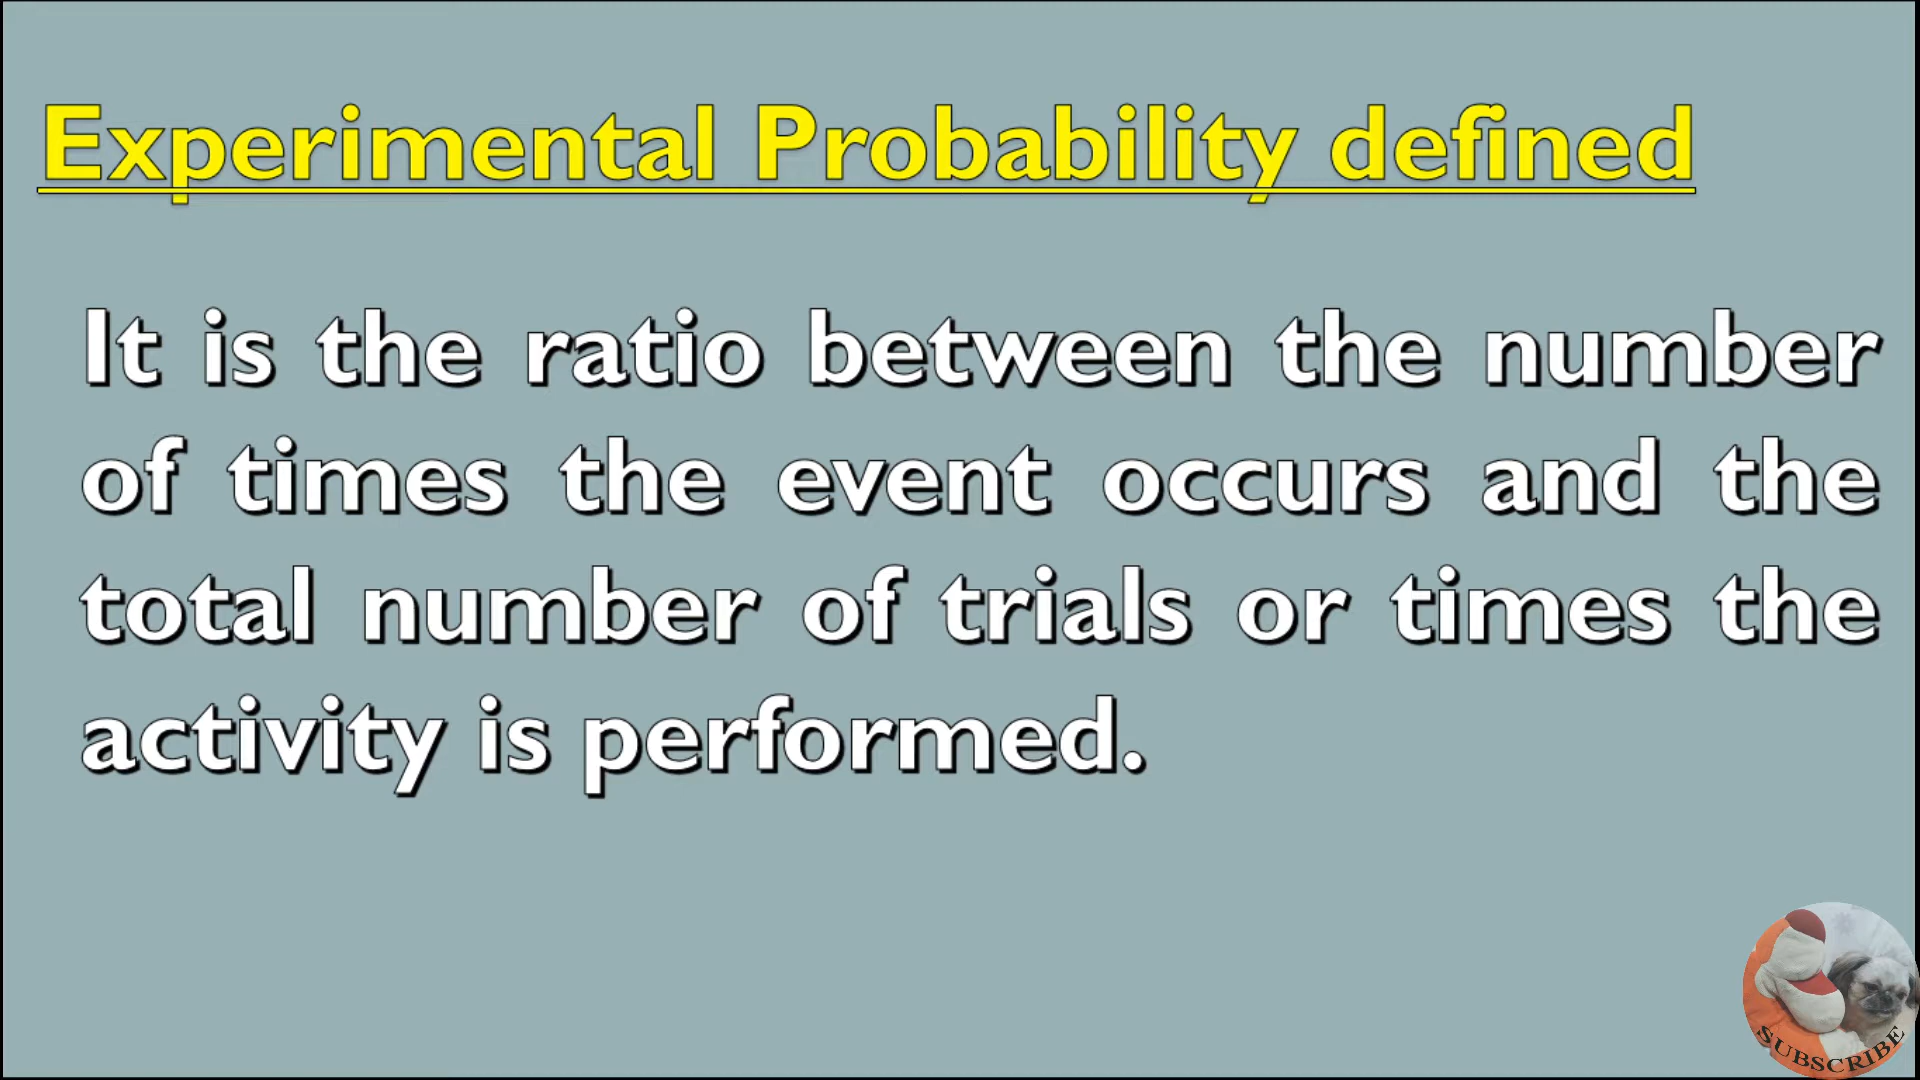 Experimental Probability defined
It is the ratio between the number
of times the event occurs and the
total number of trials or times the
activity is performed.
SUBSCRIBE